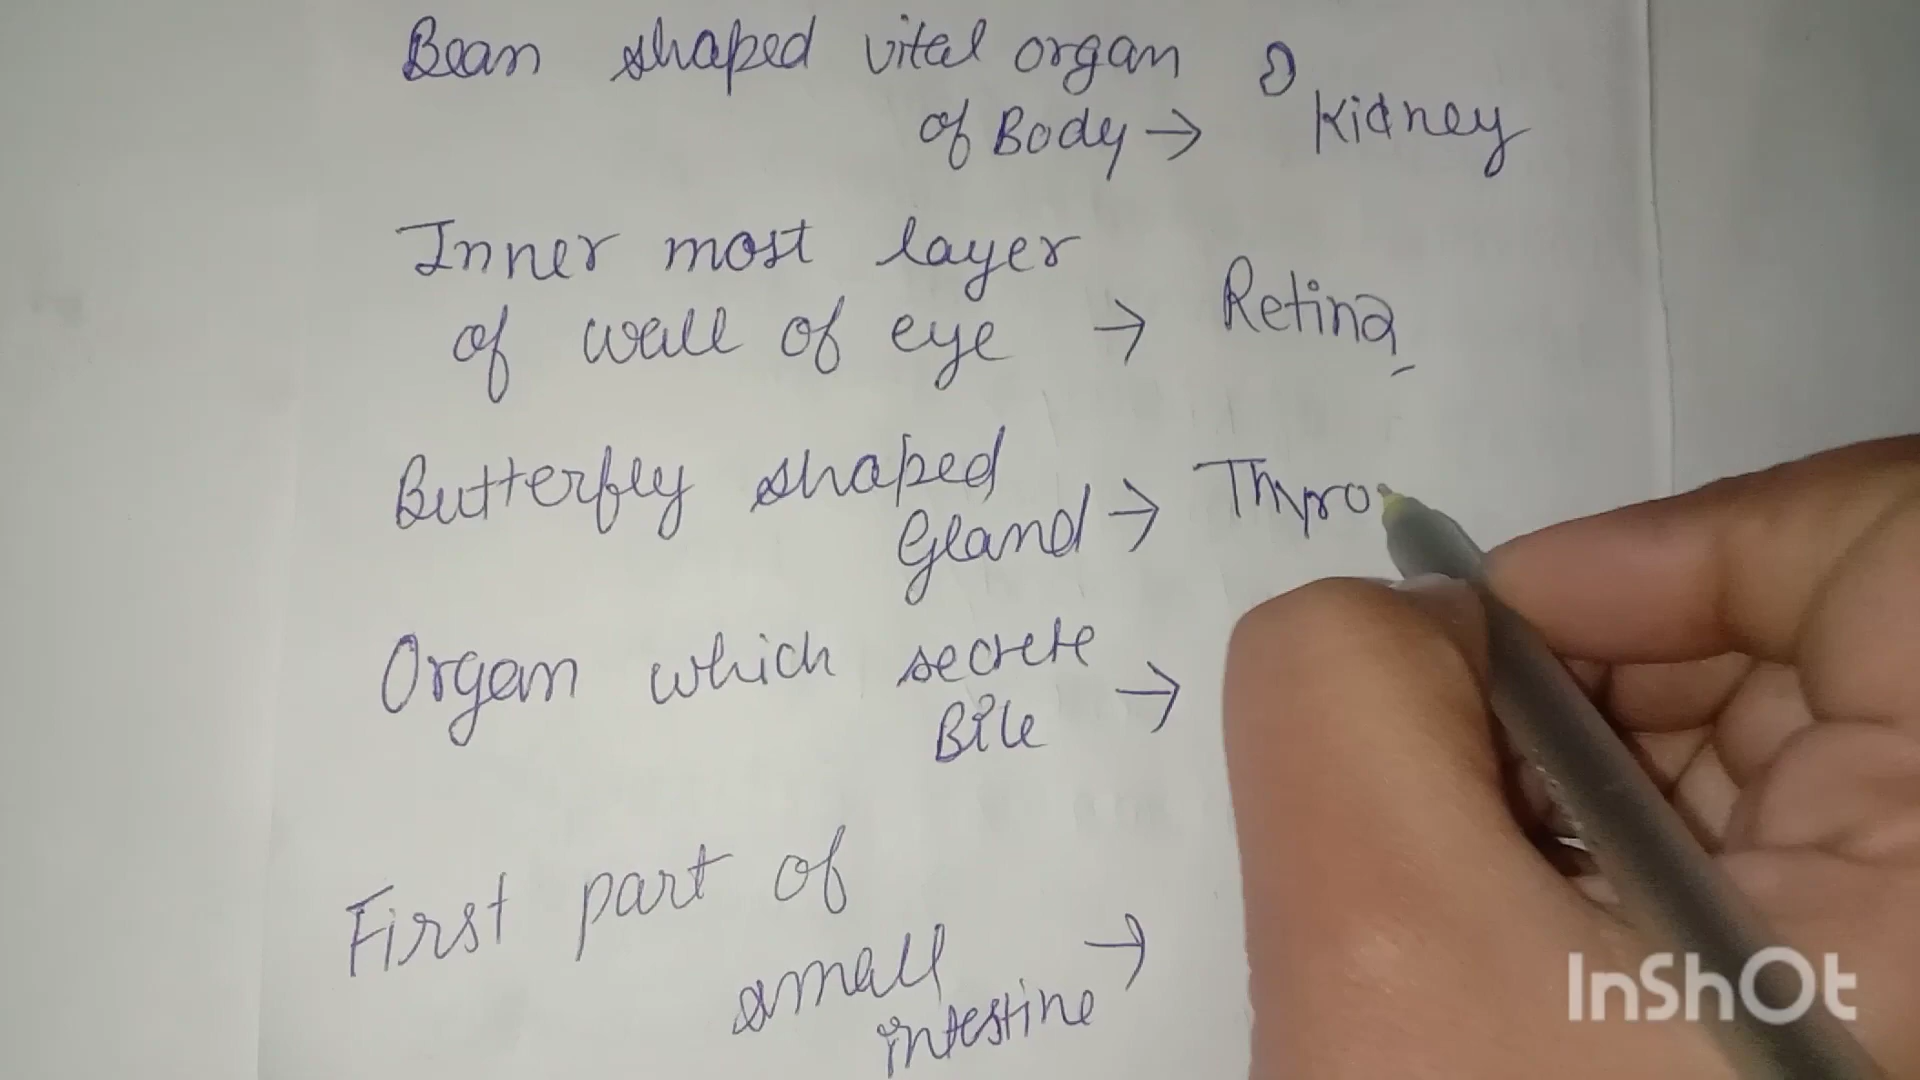 Bean shaped vital organ
of Body → Kidney
Inner most layer
of wall of eye → Retina
Butterfly shaped
Gland → Thyro
Organ which secrete
Bile →
First part of
small
intestine →
InShOt